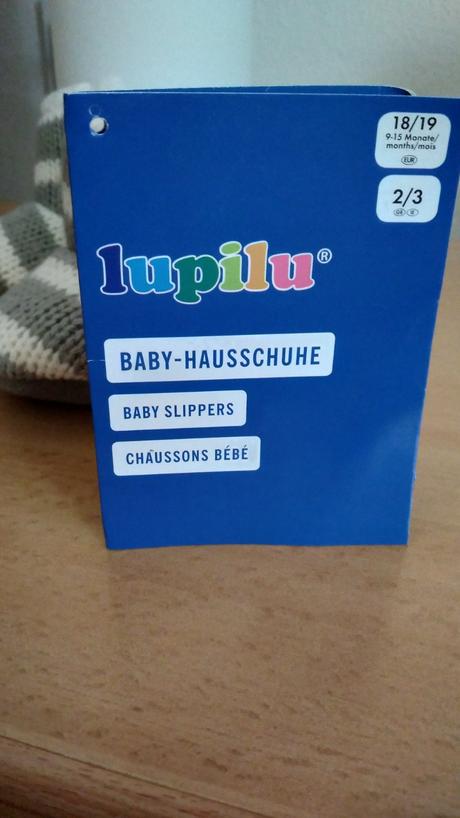 18/19
9-15 Monate/
months/mois
EUR
2/3
GB IE
lupilu®
BABY-HAUSSCHUHE
BABY SLIPPERS
CHAUSSONS BÉBÉ